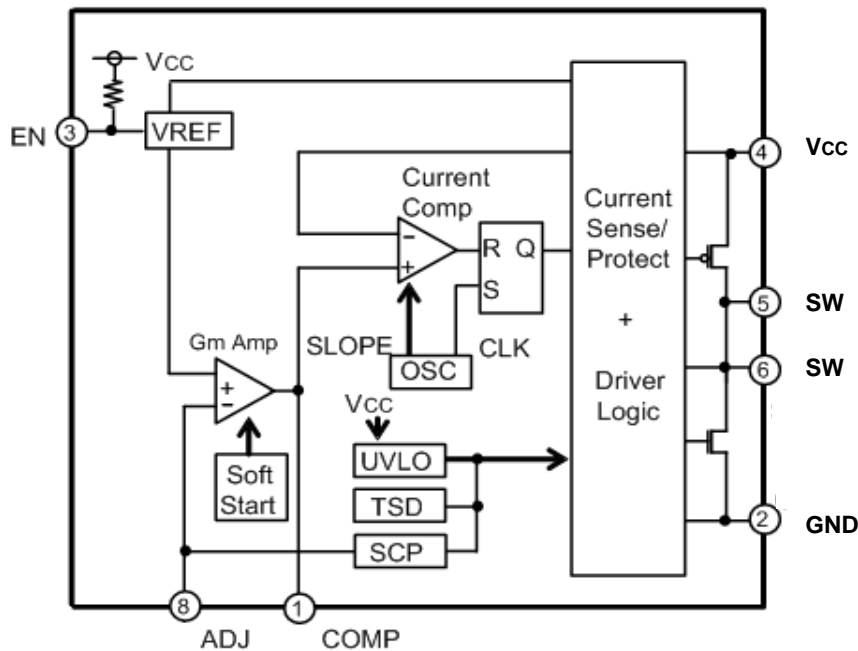 VCC
EN
3
VREF
4
VCC
Current
Comp
−
+
R Q
S
Current
Sense/
Protect
+
Driver
Logic
5
SW
6
SW
Gm Amp
+
−
SLOPE
OSC
CLK
VCC
UVLO
TSD
SCP
Soft
Start
2
GND
8
ADJ
1
COMP